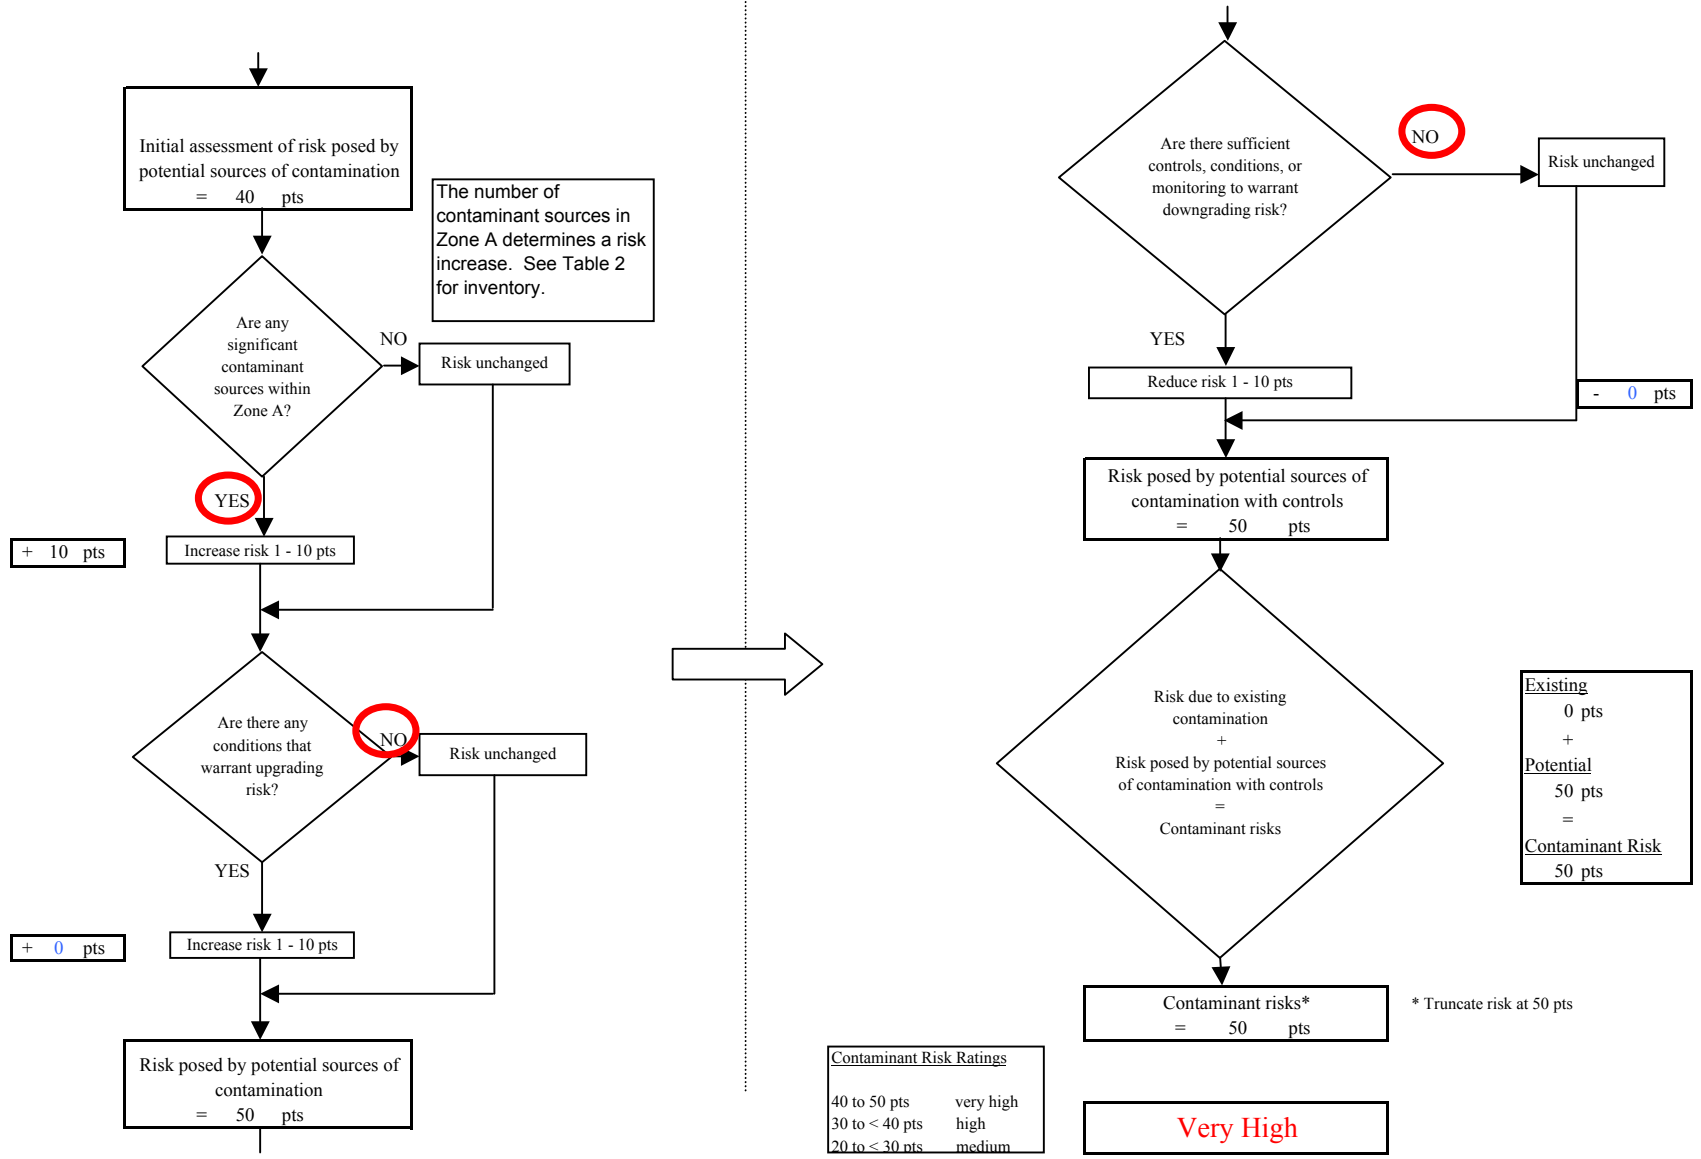 Initial assessment of risk posed by
potential sources of contamination
= 40 pts
The number of
contaminant sources in
Zone A determines a risk
increase. See Table 2
for inventory.
Are any
significant
contaminant
sources within
Zone A?
NO
Risk unchanged
YES
+ 10 pts
Increase risk 1 - 10 pts
Are there any
conditions that
warrant upgrading
risk?
NO
Risk unchanged
YES
+ 0 pts
Increase risk 1 - 10 pts
Risk posed by potential sources of
contamination
= 50 pts
Are there sufficient
controls, conditions, or
monitoring to warrant
downgrading risk?
NO
Risk unchanged
YES
Reduce risk 1 - 10 pts
- 0 pts
Risk posed by potential sources of
contamination with controls
= 50 pts
Risk due to existing
contamination
+
Risk posed by potential sources
of contamination with controls
=
Contaminant risks
Existing
0 pts
+
Potential
50 pts
=
Contaminant Risk
50 pts
Contaminant risks*
= 50 pts
* Truncate risk at 50 pts
Contaminant Risk Ratings
40 to 50 pts very high
30 to < 40 pts high
20 to < 30 pts medium
Very High